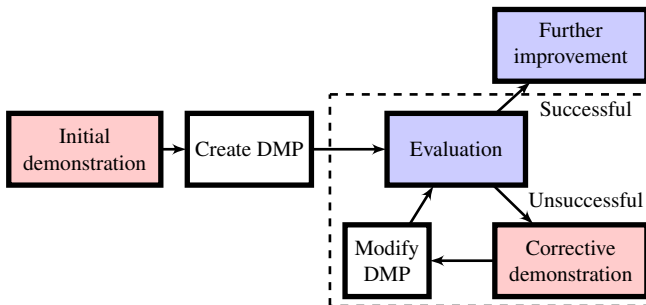 Further
improvement
Successful
Initial
demonstration
Create DMP
Evaluation
Unsuccessful
Modify
DMP
Corrective
demonstration